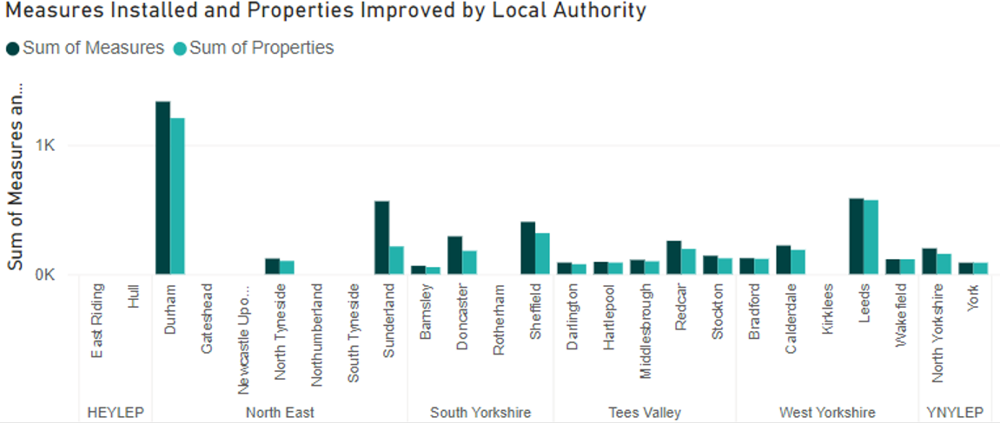 Measures Installed and Properties Improved by Local Authority
Sum of Measures
Sum of Properties
Sum of Measures an...
1K
0K
East Riding
Hull
Durham
Gateshead
Newcastle Upo...
North Tyneside
Northumberland
South Tyneside
Sunderland
Barnsley
Doncaster
Rotherham
Sheffield
Darlington
Hartlepool
Middlesbrough
Redcar
Stockton
Bradford
Calderdale
Kirklees
Leeds
Wakefield
North Yorkshire
York
HEYLEP
North East
South Yorkshire
Tees Valley
West Yorkshire
YNYLEP